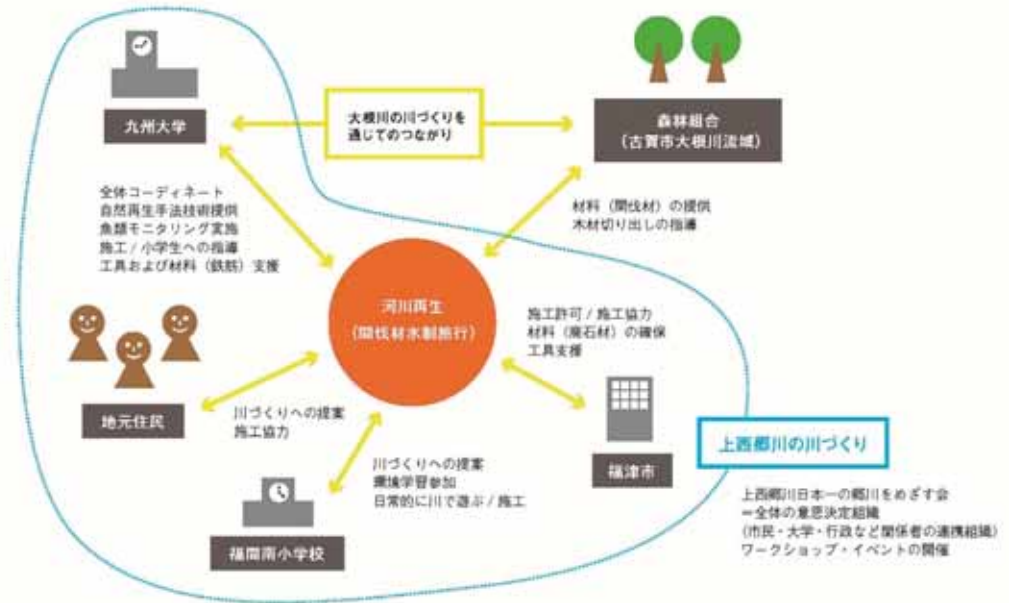 九州大学
大根川の川づくりを
通じてのつながり
森林組合
(古賀市大根川流域)
全体コーディネート
自然再生手法技術提供
魚類モニタリング実施
施工 / 小学生への指導
工具および材料（鉄筋）支援
材料（間伐材）の提供
木材切り出しの指導
河川再生
(間伐材水制施行)
施工許可 / 施工協力
材料（廃石材）の確保
工具支援
地元住民
川づくりへの提案
施工協力
川づくりへの提案
環境学習参加
日常的に川で遊ぶ / 施工
福間南小学校
福津市
上西郷川の川づくり
上西郷川日本一の郷川をめざす会
=全体の意思決定組織
(市民・大学・行政など関係者の連携組織)
ワークショップ・イベントの開催